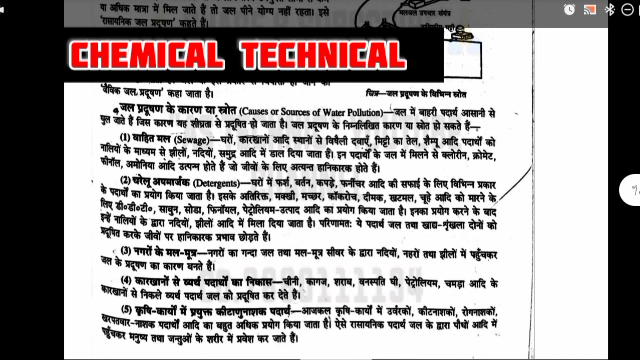 या अधिक मात्रा में मिल जाते हैं तो जल पीने योग्य नहीं रहता। इसे
'रासायनिक जल प्रदूषण' कहते हैं।
CHEMICAL TECHNICAL
'जैविक जल प्रदूषण' कहा जाता है।
चित्र—जल प्रदूषण के विभिन्न स्रोत
जल प्रदूषण के कारण या स्रोत (Causes or Sources of Water Pollution)—जल में बाहरी पदार्थ आसानी से
घुल जाते हैं जिस कारण यह शीघ्रता से प्रदूषित हो जाता है। जल प्रदूषण के निम्नलिखित कारण या स्रोत हो सकते हैं—
(1) वाहित मल (Sewage)—घरों, कारखानों आदि स्थानों से विषैली दवाएँ, मिट्टी का तेल, शैम्पू आदि पदार्थों को
नालियों के माध्यम से झीलों, नदियों, समुद्र आदि में डाल दिया जाता है। इन पदार्थों के जल में मिलने से क्लोरीन, क्रोमेट,
फीनॉल, अमोनिया आदि उत्पन्न होते हैं जो जीवों के लिए अत्यन्त हानिकारक होते हैं।
(2) घरेलू अपमार्जक (Detergents)—घरों में फर्श, बर्तन, कपड़े, फर्नीचर आदि की सफाई के लिए विभिन्न प्रकार
के पदार्थों का प्रयोग किया जाता है। इसके अतिरिक्त, मक्खी, मच्छर, कॉकरोच, दीमक, खटमल, चूहे आदि को मारने के
लिए डी०डी०टी०, साबुन, सोडा, फिनॉयल, पेट्रोलियम-उत्पाद आदि का प्रयोग किया जाता है। इनका प्रयोग करने के बाद
इन्हें नालियों के द्वारा नदियों, झीलों आदि में मिला दिया जाता है। परिणामतः ये पदार्थ जल तथा खाद्य-शृंखला दोनों को
प्रदूषित करके जीवों पर हानिकारक प्रभाव छोड़ते हैं।
(3) नगरों के मल-मूत्र—नगरों का गन्दा जल तथा मल-मूत्र सीवर के द्वारा नदियों, नहरों तथा झीलों में पहुँचकर
जल के प्रदूषण का कारण बनते हैं।
(4) कारखानों से व्यर्थ पदार्थों का निकास—चीनी, कागज, शराब, वनस्पति घी, पेट्रोलियम, चमड़ा आदि के
कारखानों से निकले व्यर्थ पदार्थ जल को प्रदूषित कर देते हैं।
(5) कृषि-कार्यों में प्रयुक्त कीटाणुनाशक पदार्थ—आजकल कृषि-कार्यों में उर्वरकों, कीटनाशकों, रोगनाशकों,
खरपतवार-नाशक पदार्थों आदि का बहुत अधिक प्रयोग किया जाता है। ऐसे रासायनिक पदार्थ जल के द्वारा पौधों आदि में
पहुँचकर मनुष्य तथा जन्तुओं के शरीर में प्रवेश कर जाते हैं।